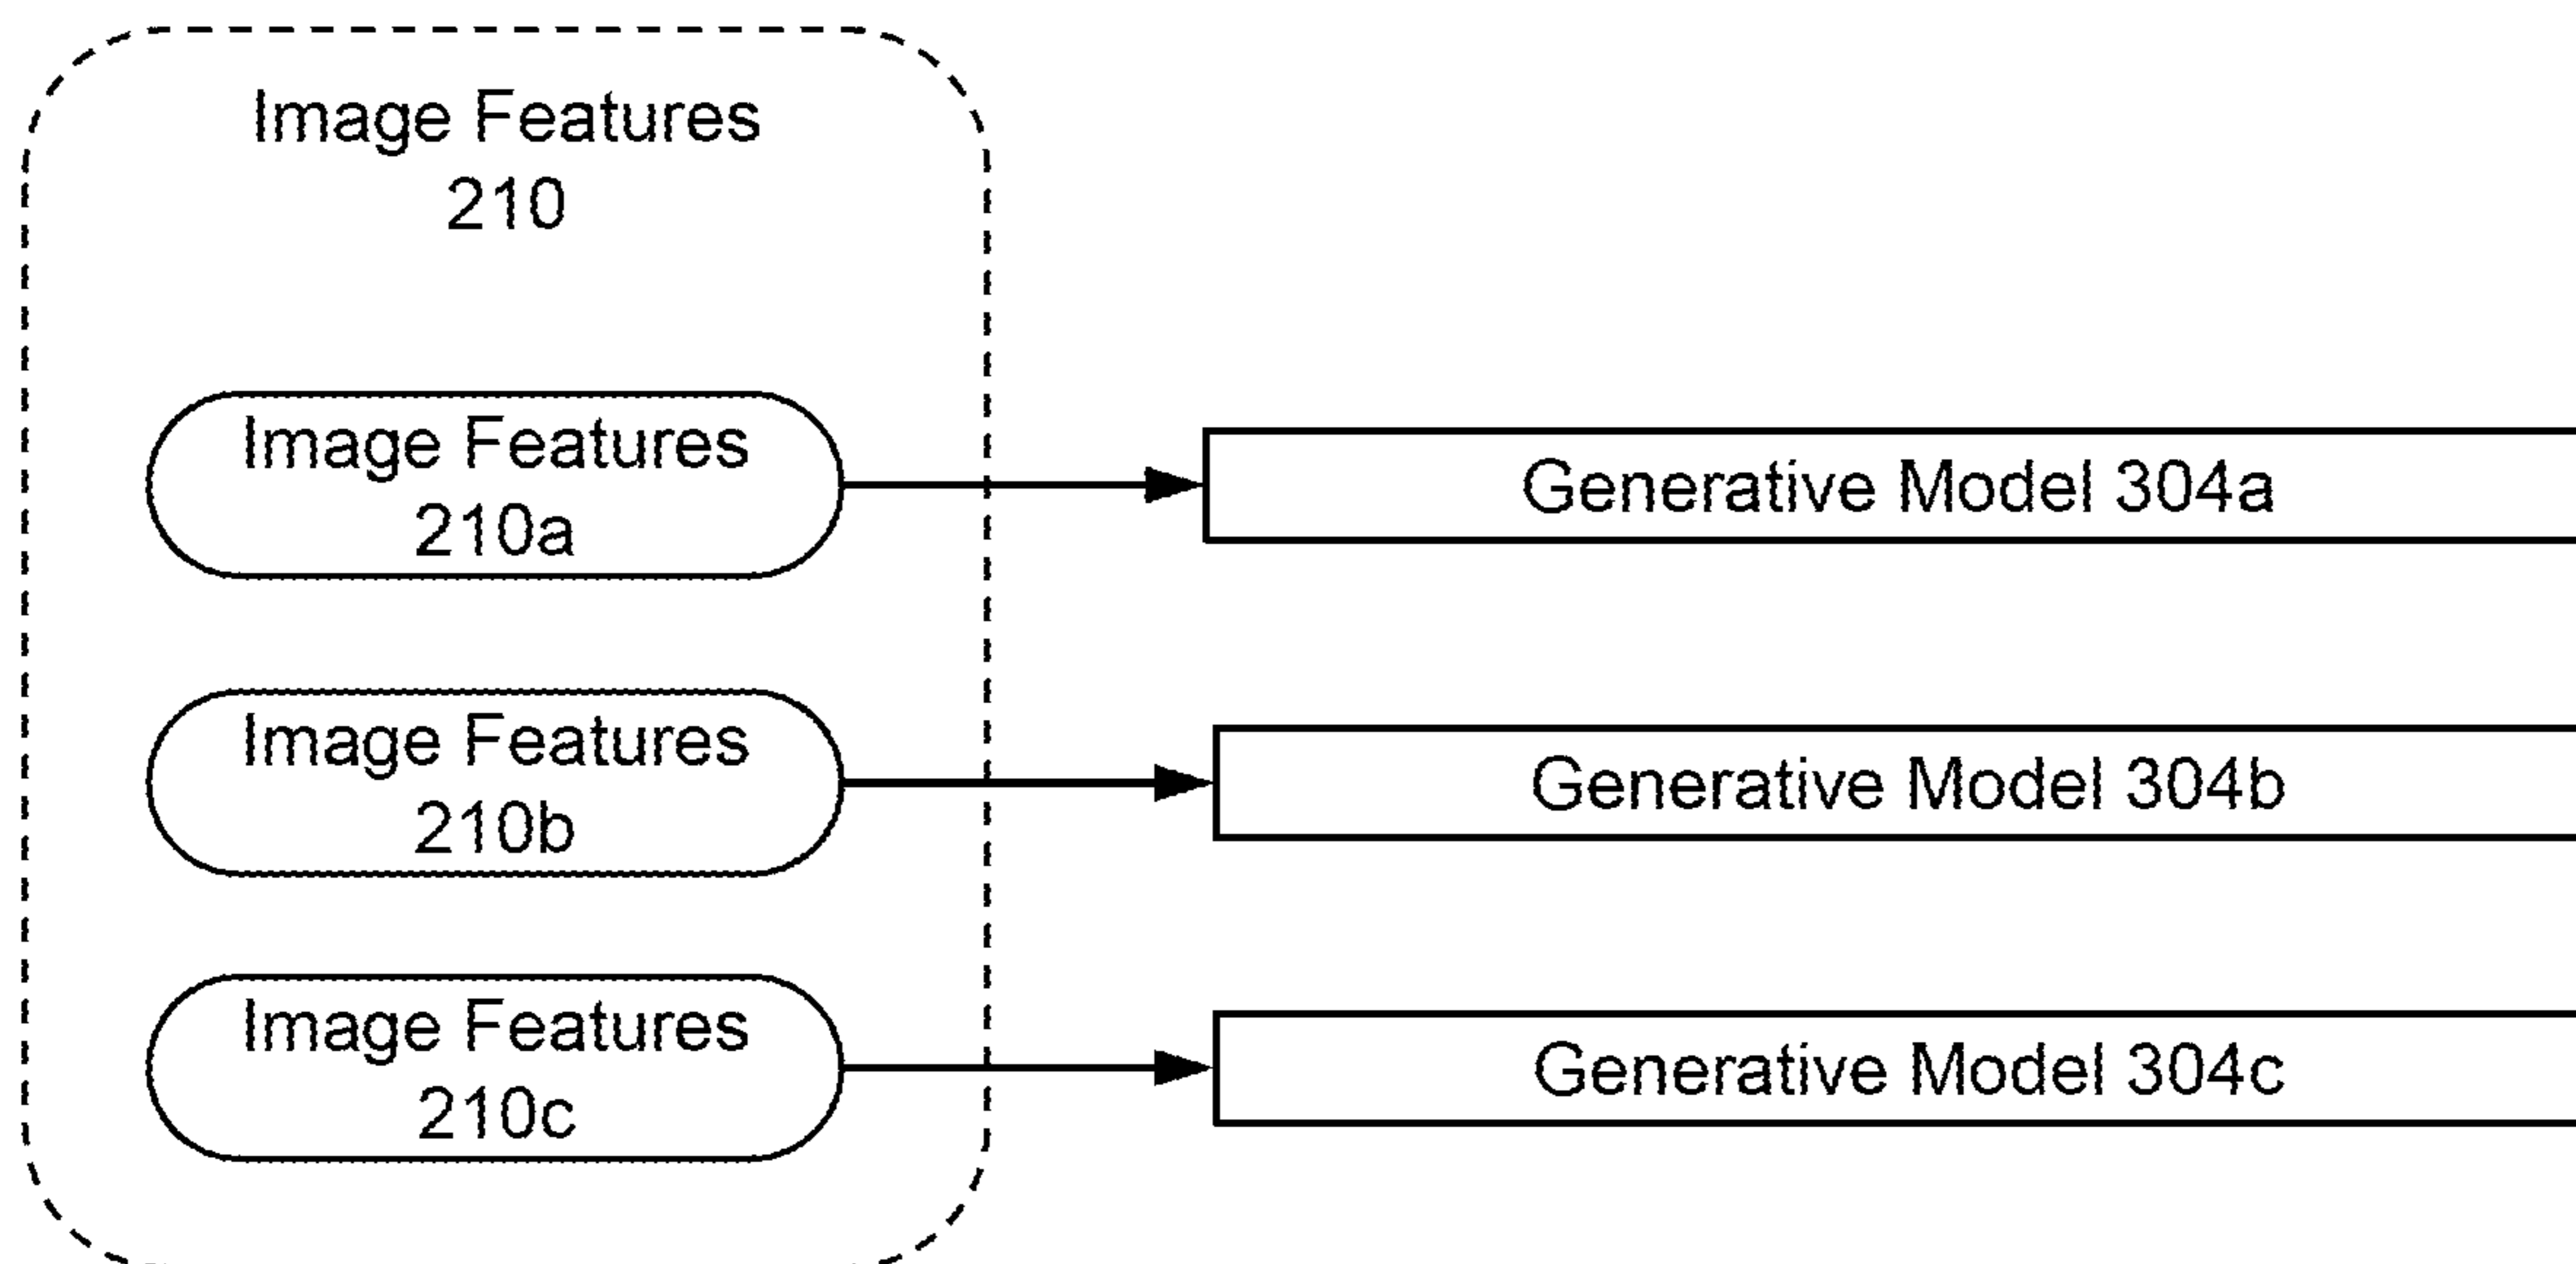 Image Features
210
Image Features
210a
Generative Model 304a
Image Features
210b
Generative Model 304b
Image Features
210c
Generative Model 304c